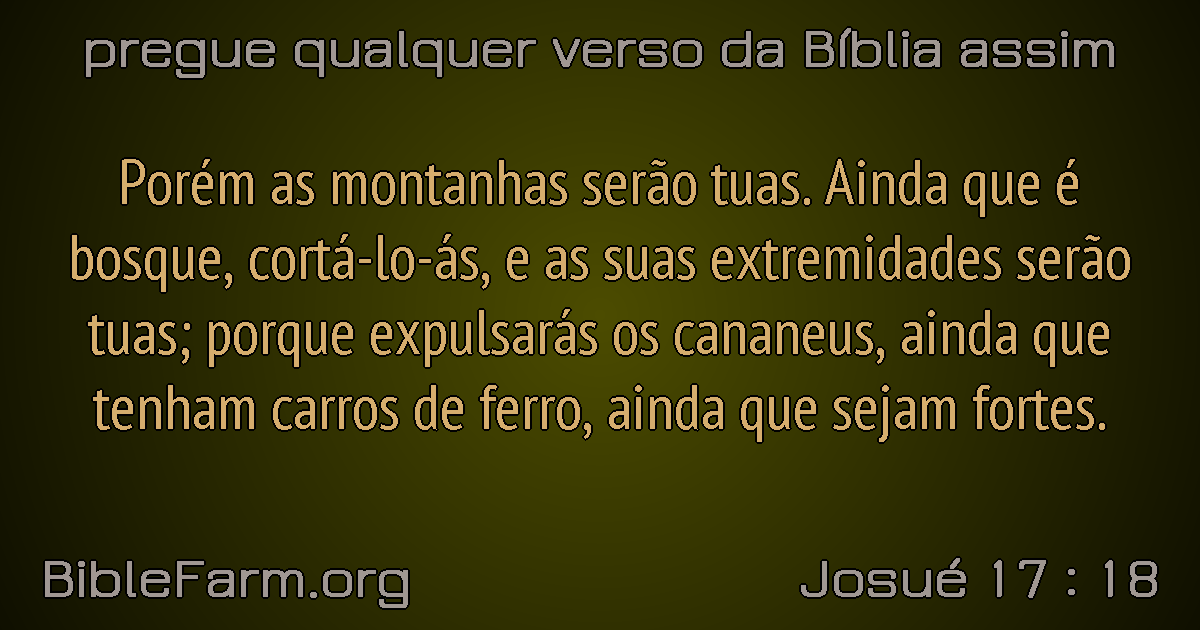 pregue qualquer verso da Bíblia assim
Porém as montanhas serão tuas. Ainda que é
bosque, cortá-lo-ás, e as suas extremidades serão
tuas; porque expulsarás os cananeus, ainda que
tenham carros de ferro, ainda que sejam fortes.
BibleFarm.org
Josué 17 : 18